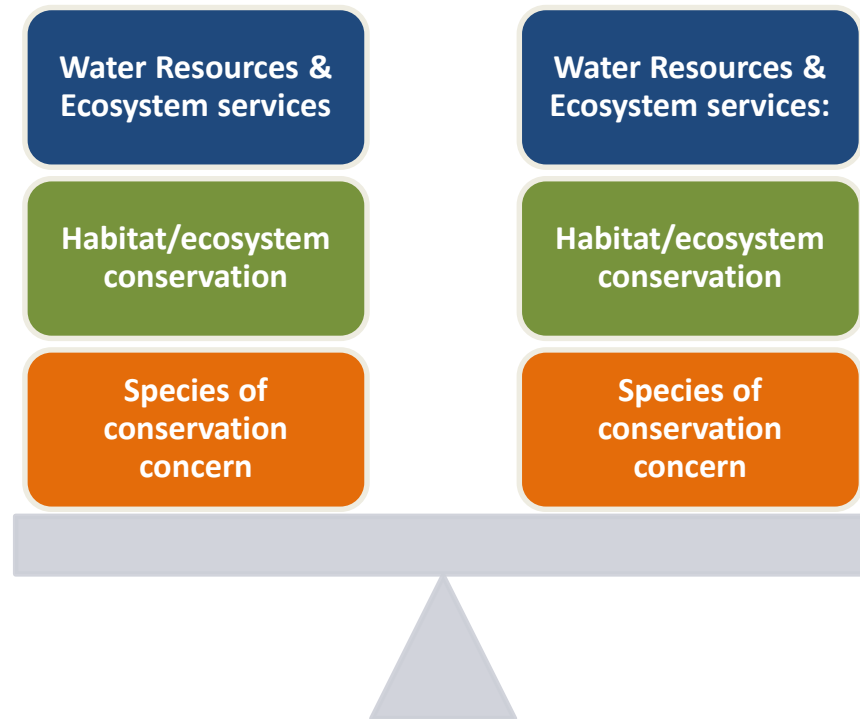 Water Resources &
Ecosystem services
Water Resources &
Ecosystem services:
Habitat/ecosystem
conservation
Habitat/ecosystem
conservation
Species of
conservation
concern
Species of
conservation
concern